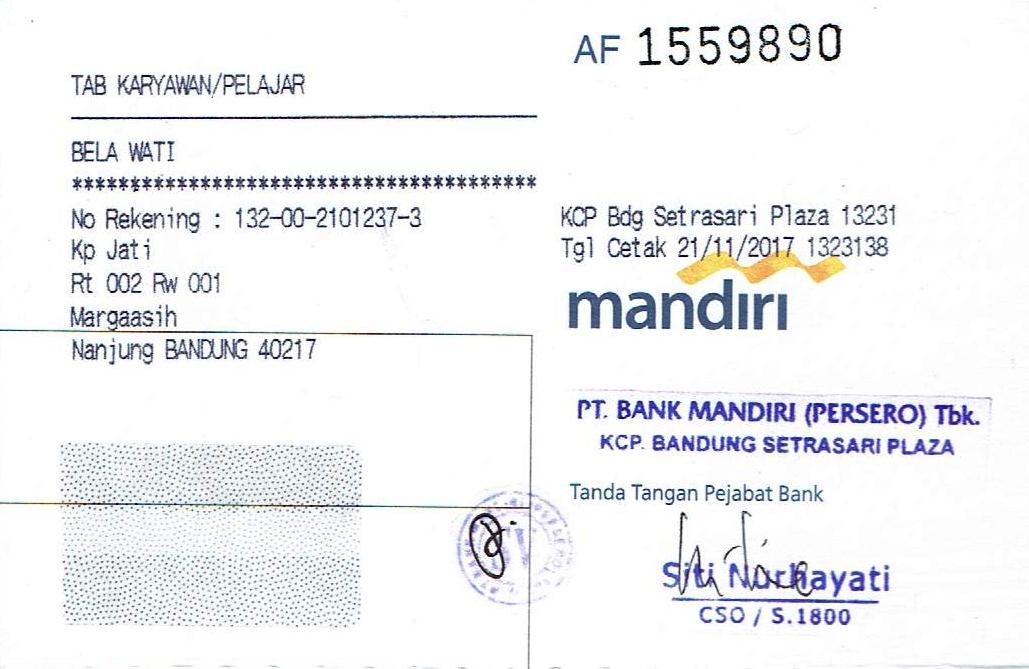 AF 1559890
TAB KARYAWAN/PELAJAR
BELA WATI
****************************************
No Rekening : 132-00-2101237-3
Kp Jati
Rt 002 Rw 001
Margaasih
Nanjung BANDUNG 40217
KCP Bdg Setrasari Plaza 13231
Tgl Cetak 21/11/2017 1323138
mandiri
PT. BANK MANDIRI (PERSERO) Tbk.
KCP. BANDUNG SETRASARI PLAZA
Tanda Tangan Pejabat Bank
Siti Nurhayati
CSO / S.1800